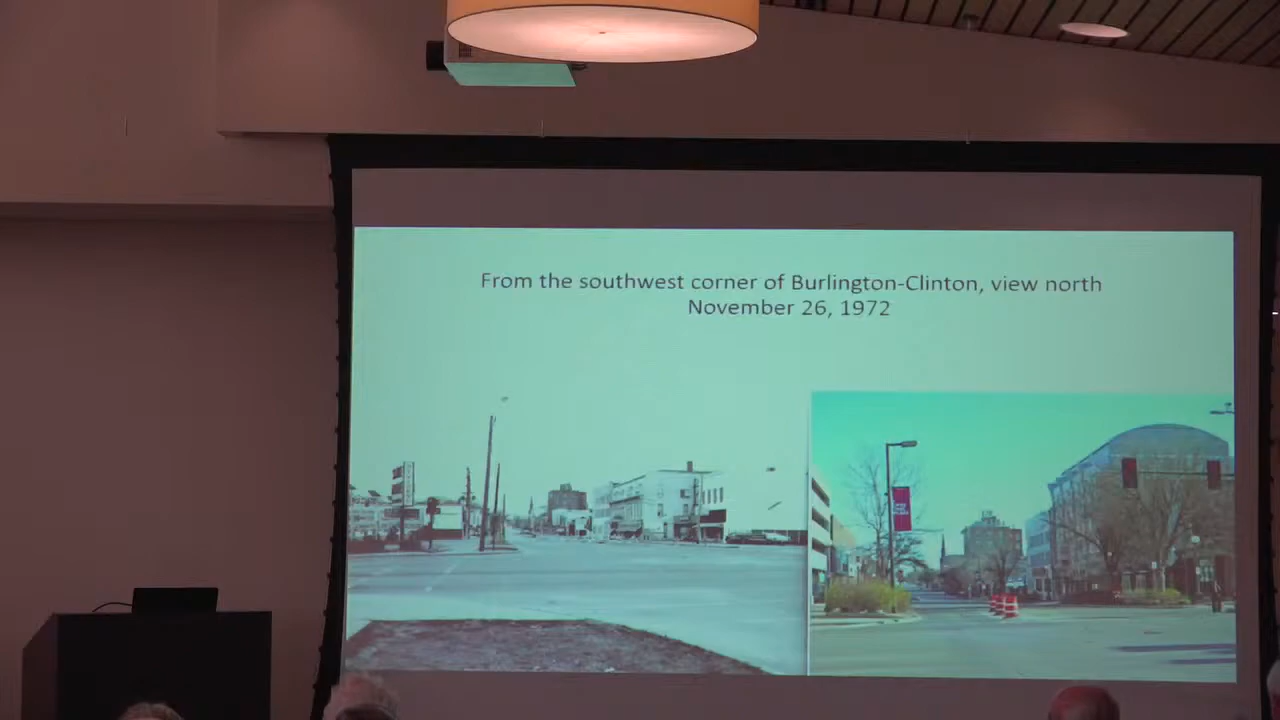 From the southwest corner of Burlington-Clinton, view north
November 26, 1972